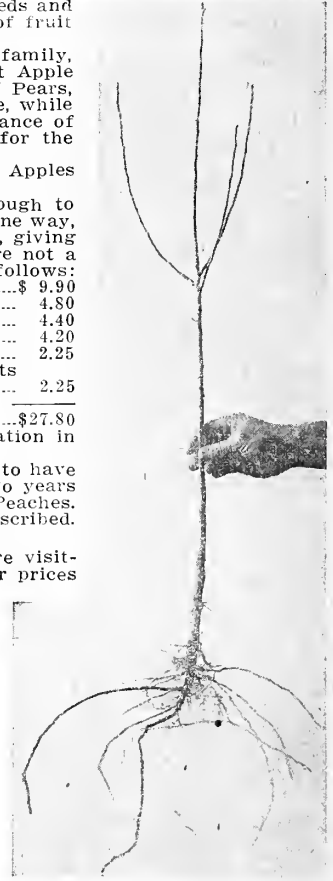 eds and
of fruit
family,
t Apple
Pears,
e, while
ance of
for the
Apples
ough to
ne way,
, giving
re not a
follows:
...$ 9.90
... 4.80
... 4.40
... 4.20
... 2.25
ts
... 2.25
...$27.80
ation in
to have
o years
Peaches.
scribed.
re visit-
r prices